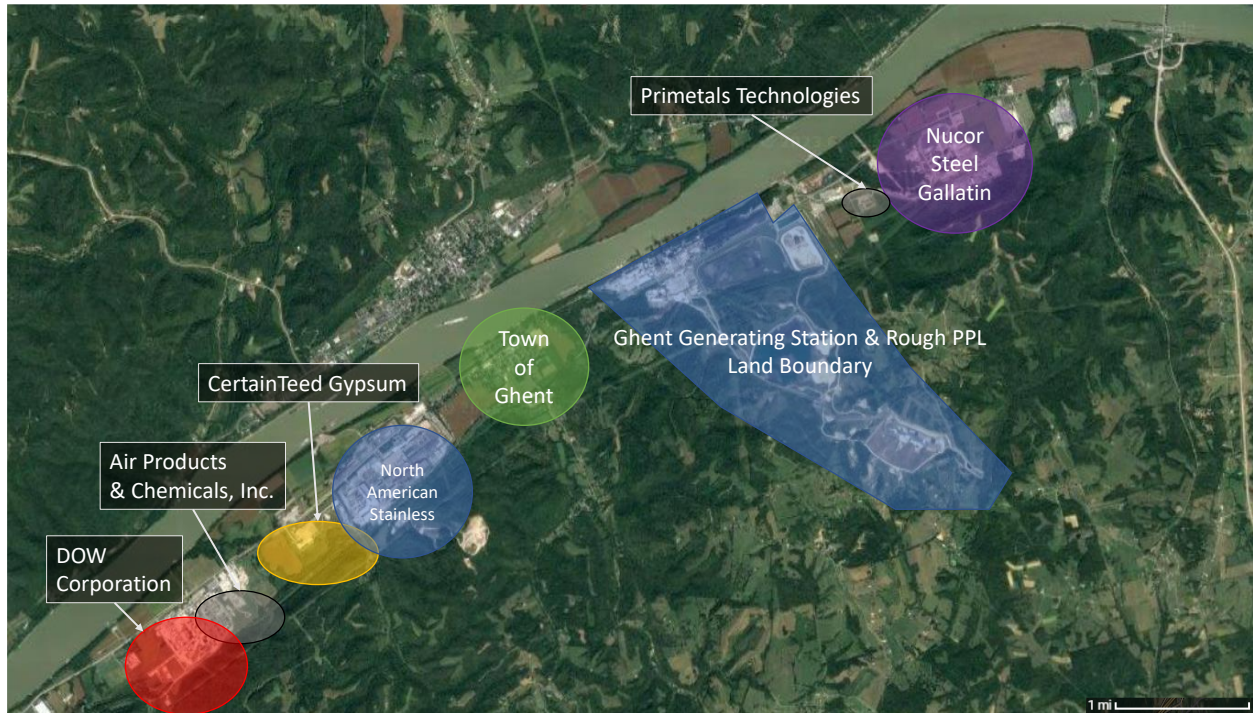 Primetals Technologies
Nucor
Steel
Gallatin
Ghent Generating Station & Rough PPL
Land Boundary
Town
of
Ghent
CertainTeed Gypsum
North
American
Stainless
Air Products
& Chemicals, Inc.
DOW
Corporation
1 mi